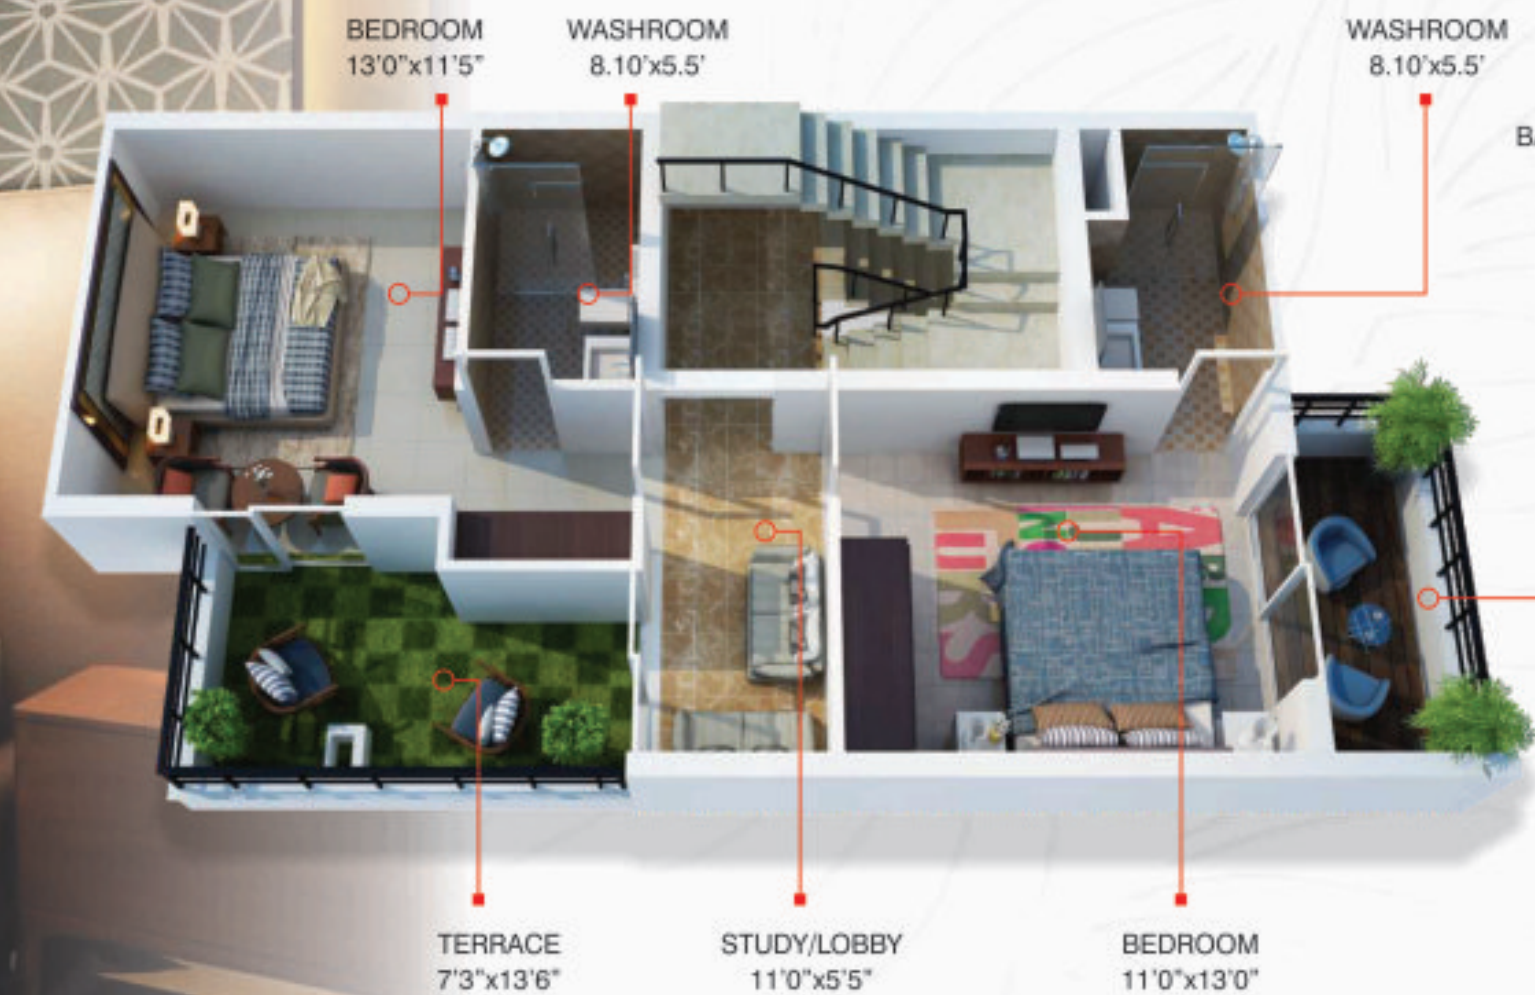 BEDROOM
13'0"x11'5"
WASHROOM
8.10'x5.5'
WASHROOM
8.10'x5.5'
TERRACE
7'3"x13'6"
STUDY/LOBBY
11'0"x5'5"
BEDROOM
11'0"x13'0"